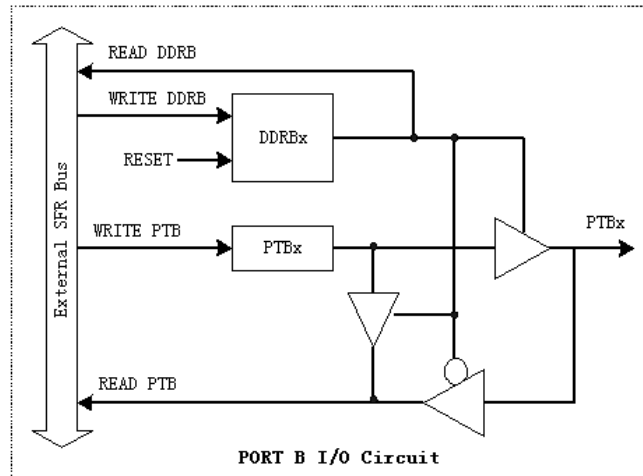 READ DDRB
WRITE DDRB
DDRBx
RESET
External SFR Bus
WRITE PTB
PTBx
PTBx
READ PTB
PORT B I/O Circuit